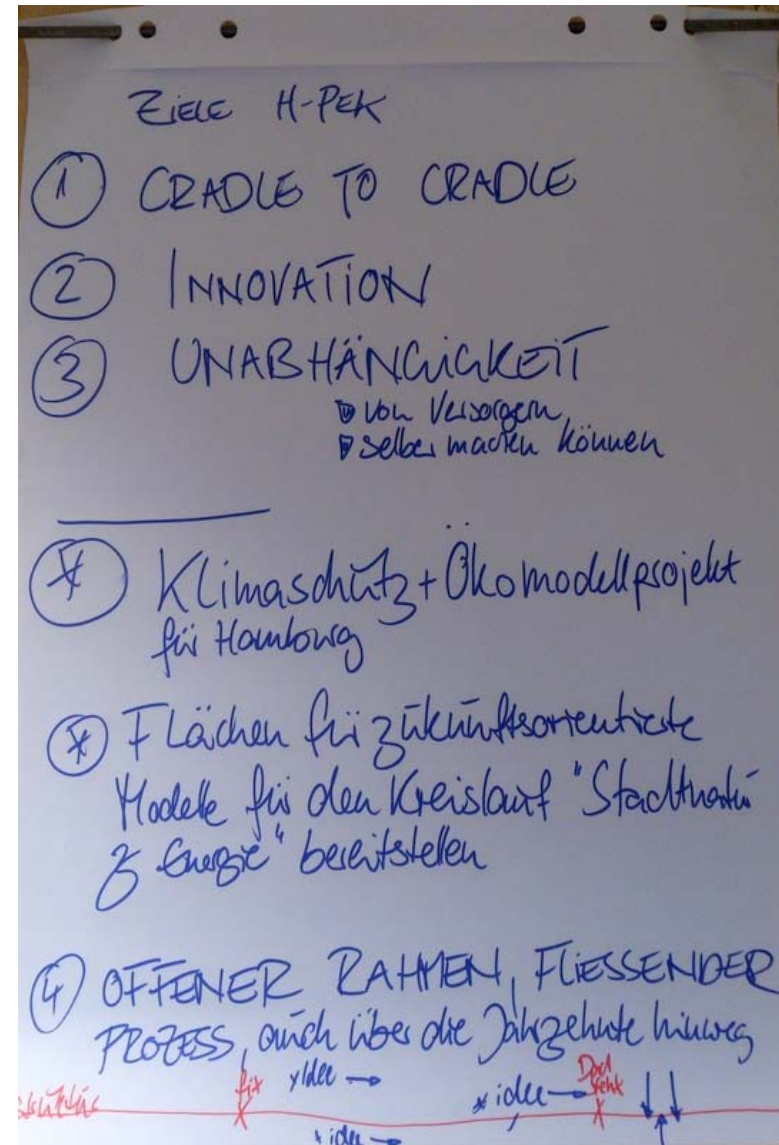 ZIELE H-PEK
1 CRADLE TO CRADLE
2 INNOVATION
3 UNABHÄNGIGKEIT
von Versorgern
selber machen können
* Klimaschutz + Ökomodellprojekt
für Hamburg
* Flächen für zukunftsorientierte
Modelle für den Kreislauf "Stadtnatur
& Energie" bereitstellen
4 OFFENER RAHMEN, FLIESSENDER
PROZESS, auch über die Jahrzehnte hinweg
fix x Idee → * idee →
* idee →